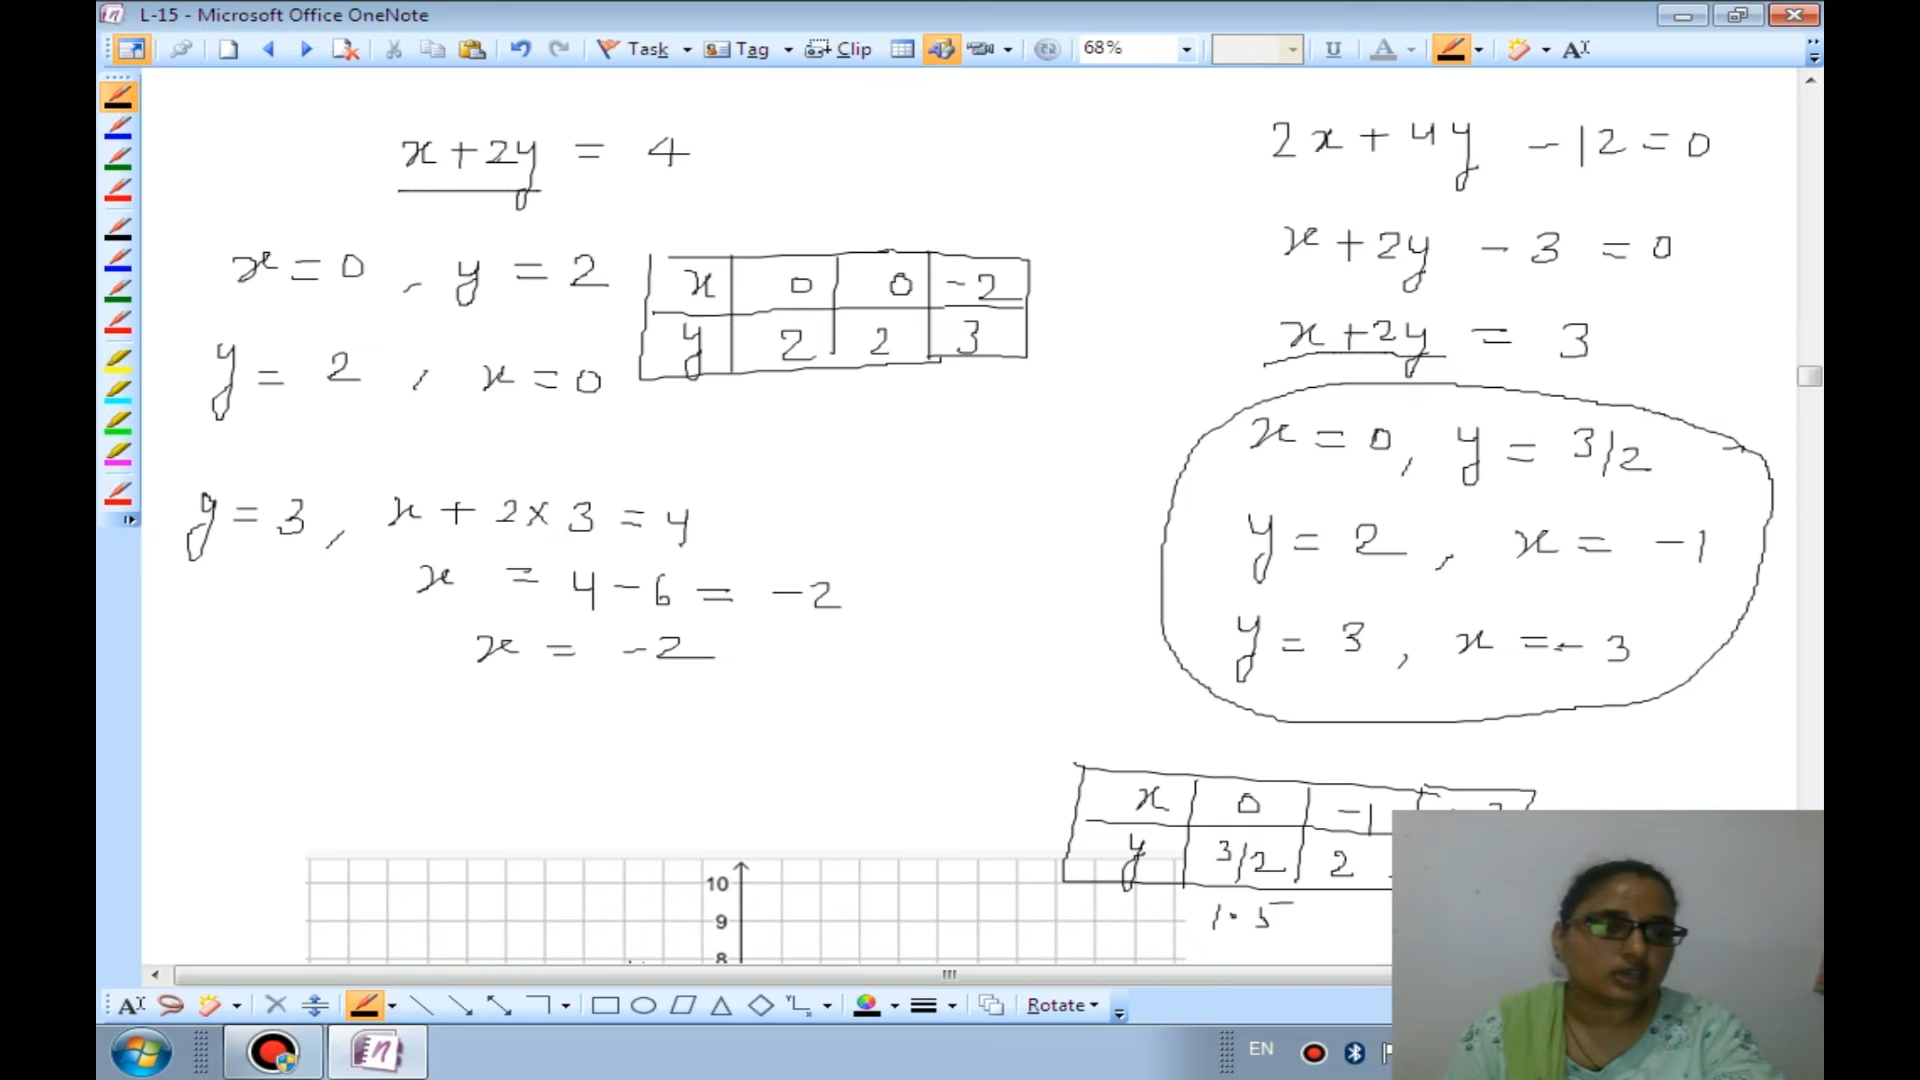 L-15 - Microsoft Office OneNote
Task Tag Clip 68% U A A
x + 2y = 4
x = 0, y = 2
y = 2, x = 0
x 0 0 -2
y 2 2 3
y = 3, x + 2 × 3 = 4
x = 4 - 6 = -2
x = -2
2x + 4y - 12 = 0
x + 2y - 3 = 0
x + 2y = 3
x = 0, y = 3/2
y = 2, x = -1
y = 3, x = - 3
x 0 -1
y 3/2 2
1.5
10
9
8
A Rotate
EN